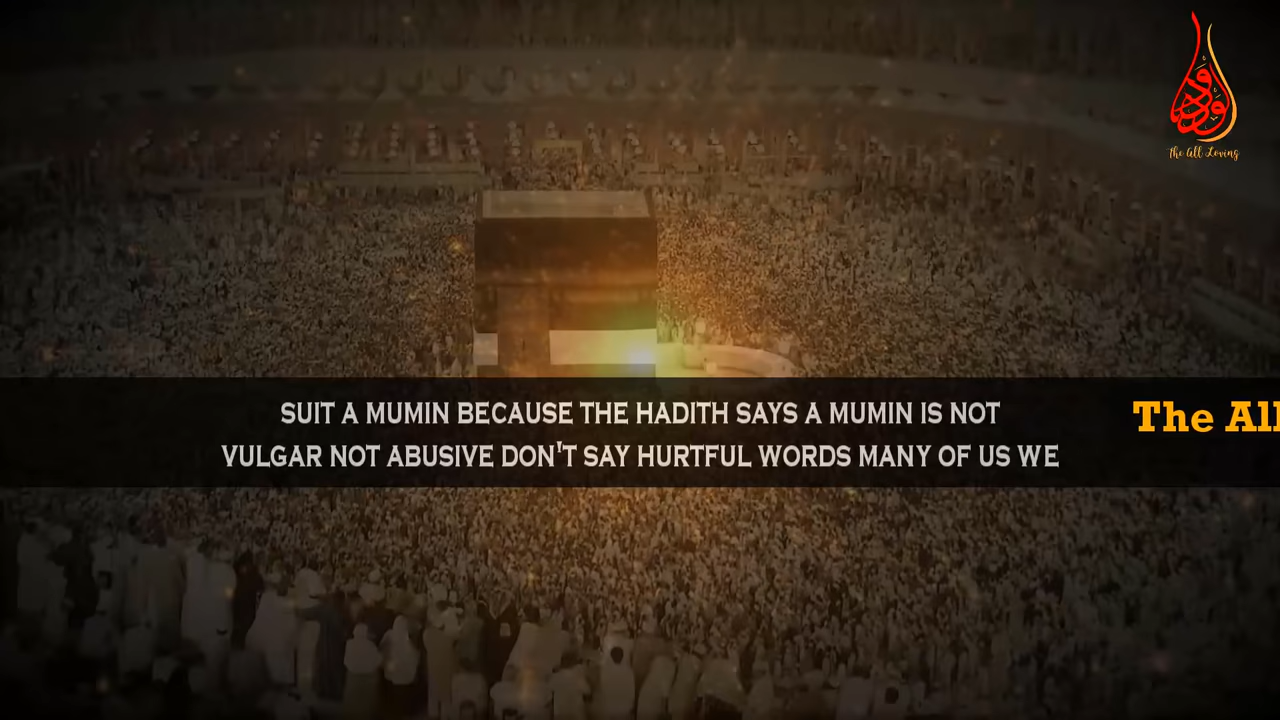 الودود
The All Loving
SUIT A MUMIN BECAUSE THE HADITH SAYS A MUMIN IS NOT
The All
VULGAR NOT ABUSIVE DON'T SAY HURTFUL WORDS MANY OF US WE